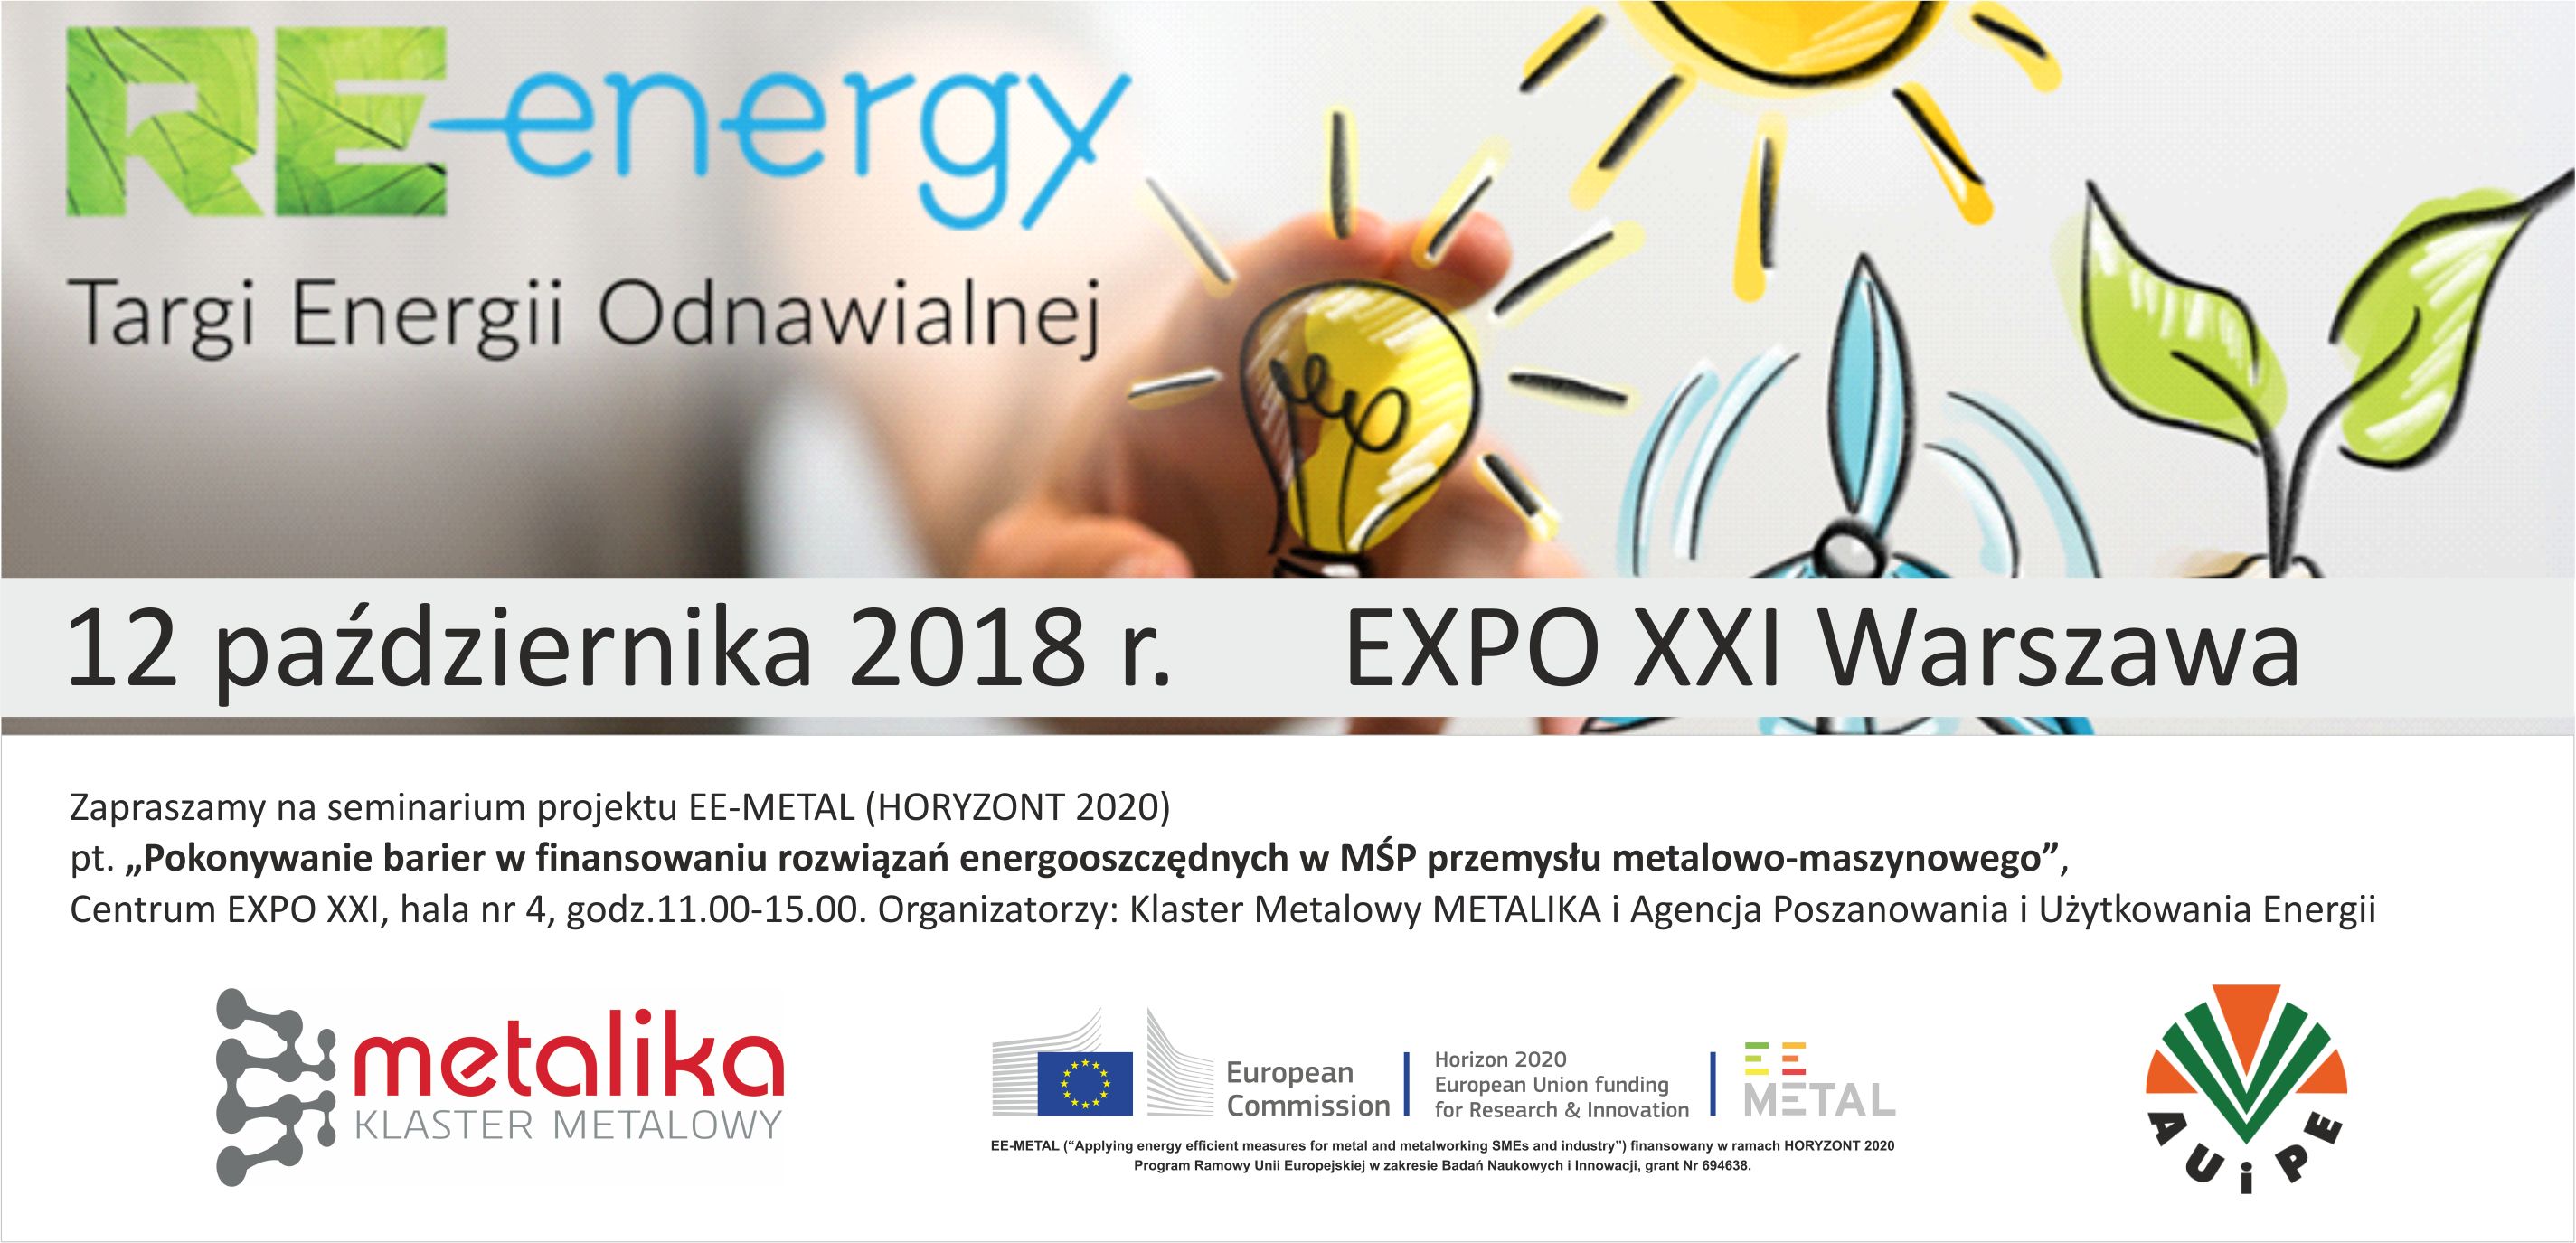 RE-energy
Targi Energii Odnawialnej
12 października 2018 r. EXPO XXI Warszawa
Zapraszamy na seminarium projektu EE-METAL (HORYZONT 2020)
pt. „Pokonywanie barier w finansowaniu rozwiązań energooszczędnych w MŚP przemysłu metalowo-maszynowego”,
Centrum EXPO XXI, hala nr 4, godz.11.00-15.00. Organizatorzy: Klaster Metalowy METALIKA i Agencja Poszanowania i Użytkowania Energii
metalika
KLASTER METALOWY
European
Commission
Horizon 2020
European Union funding
for Research & Innovation
EE
METAL
EE-METAL (“Applying energy efficient measures for metal and metalworking SMEs and industry”) finansowany w ramach HORYZONT 2020
Program Ramowy Unii Europejskiej w zakresie Badań Naukowych i Innowacji, grant Nr 694638.
AUiPE